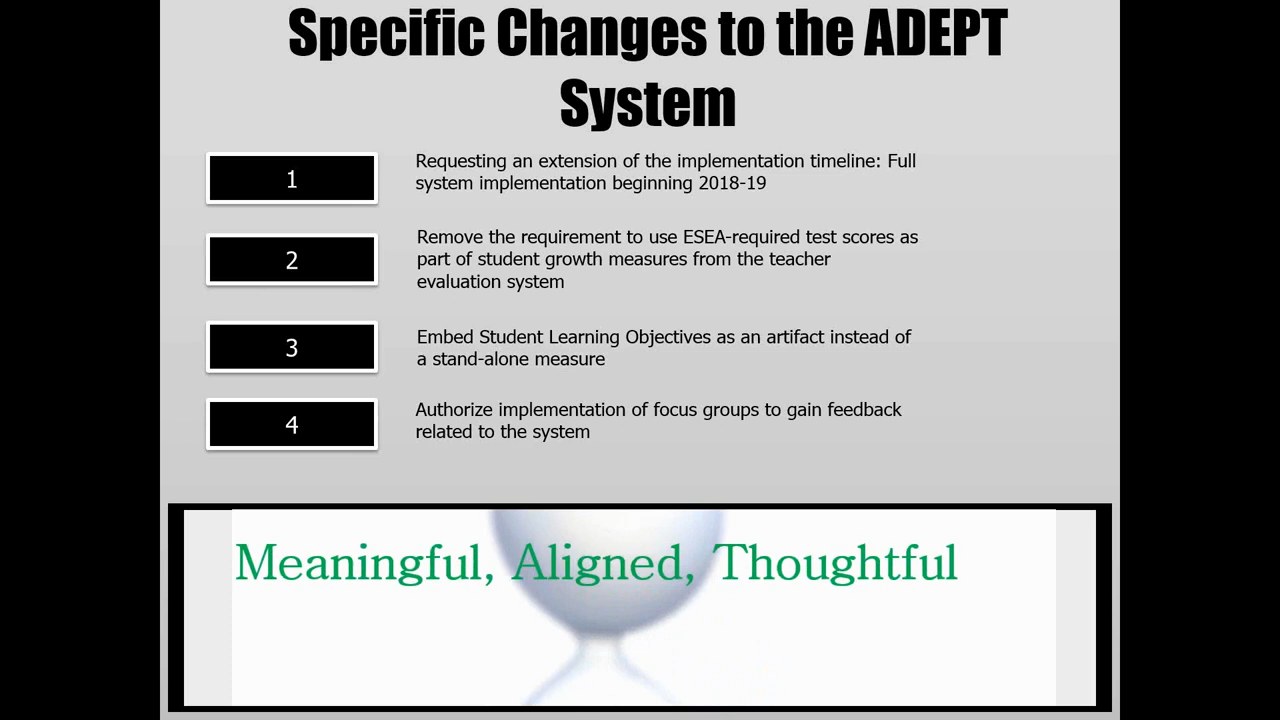 Specific Changes to the ADEPT
System
1
Requesting an extension of the implementation timeline: Full
system implementation beginning 2018-19
2
Remove the requirement to use ESEA-required test scores as
part of student growth measures from the teacher
evaluation system
3
Embed Student Learning Objectives as an artifact instead of
a stand-alone measure
4
Authorize implementation of focus groups to gain feedback
related to the system
Meaningful, Aligned, Thoughtful